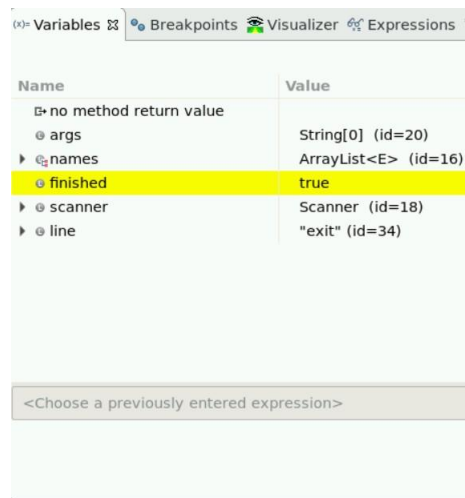 (x)= Variables Breakpoints Visualizer Expressions
Name Value
no method return value
args String[0] (id=20)
names ArrayList<E> (id=16)
finished true
scanner Scanner (id=18)
line "exit" (id=34)
<Choose a previously entered expression>